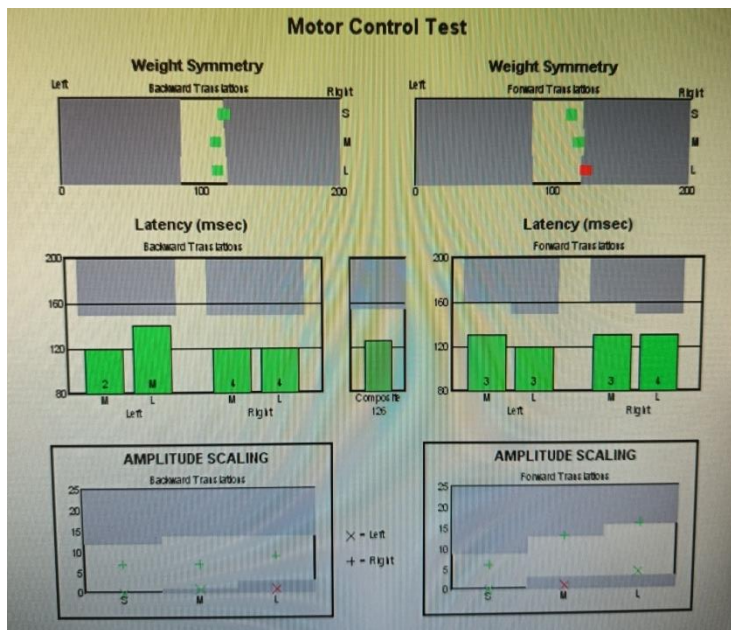 Motor Control Test
Weight Symmetry
Left Backward Translations Right
S
M
L
0 100 200
Weight Symmetry
Left Forward Translations Right
S
M
L
0 100 200
Latency (msec)
Backward Translations
200
160
120
80
2 M 4 4
M L M L
Left Right
Composite
126
Latency (msec)
Forward Translations
200
160
120
80
3 3 3 4
M L M L
Left Right
AMPLITUDE SCALING
Backward Translations
25
20
15
10
5
0
S M L
X = Left
+ = Right
AMPLITUDE SCALING
Forward Translations
25
20
15
10
5
0
S M L